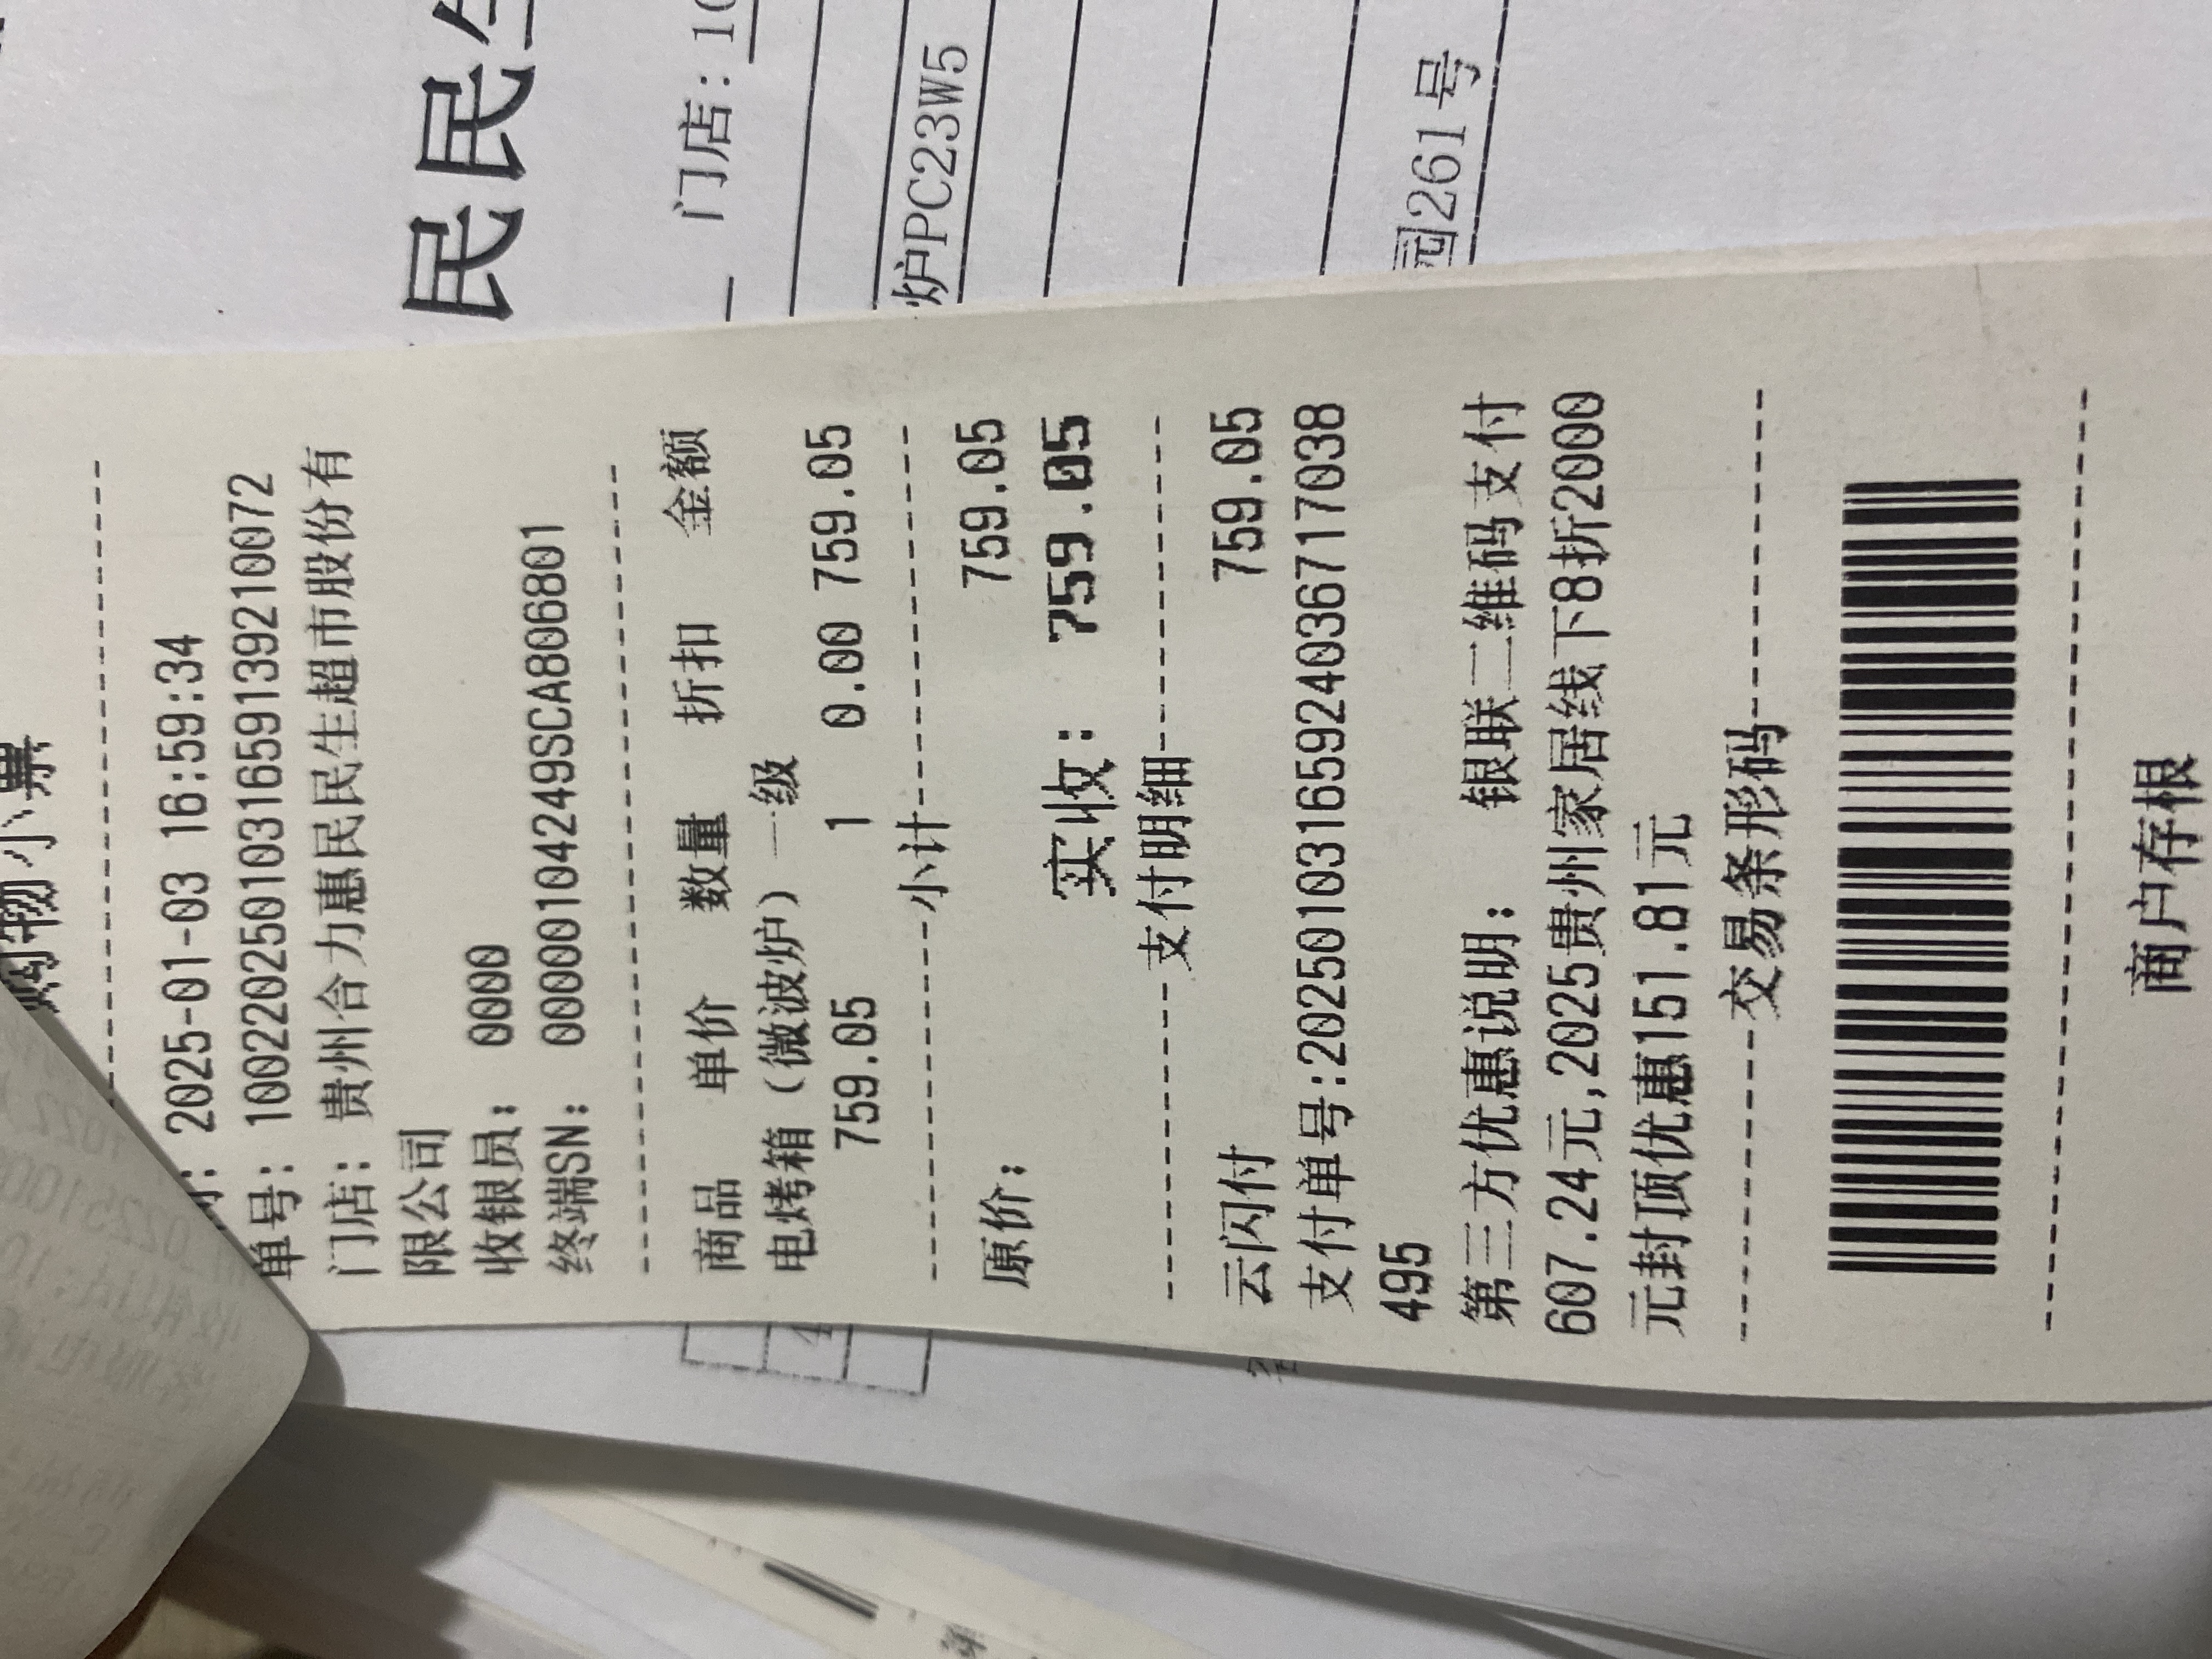 购物小票
2025-01-03 16:59:34
单号: 100220250103165913921​0072
门店: 贵州合力惠民民生超市股份有
限公司
收银员: 0000
终端SN: 00000104249SCA806801
商品 单价 数量 折扣 金额
电烤箱(微波炉)一级
759.05 1 0.00 759.05
小计
原价: 759.05
实收: 759.05
支付明细
云闪付 759.05
支付单号:20250103165924036717038
495
第三方优惠说明: 银联二维码支付
607.24元,2025贵州家居线下8折2000
元封顶优惠151.81元
交易条形码
商户存根
民民
门店:
炉PC23W5
园261号